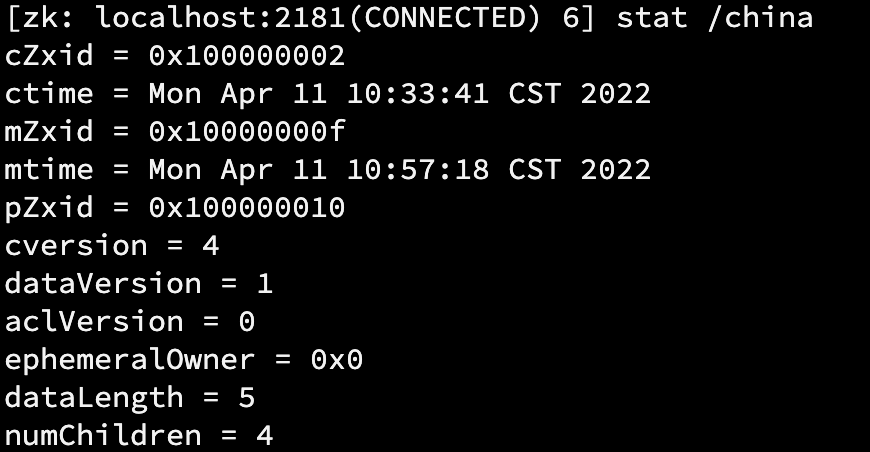 [zk: localhost:2181(CONNECTED) 6] stat /china
cZxid = 0x100000002
ctime = Mon Apr 11 10:33:41 CST 2022
mZxid = 0x10000000f
mtime = Mon Apr 11 10:57:18 CST 2022
pZxid = 0x100000010
cversion = 4
dataVersion = 1
aclVersion = 0
ephemeralOwner = 0x0
dataLength = 5
numChildren = 4